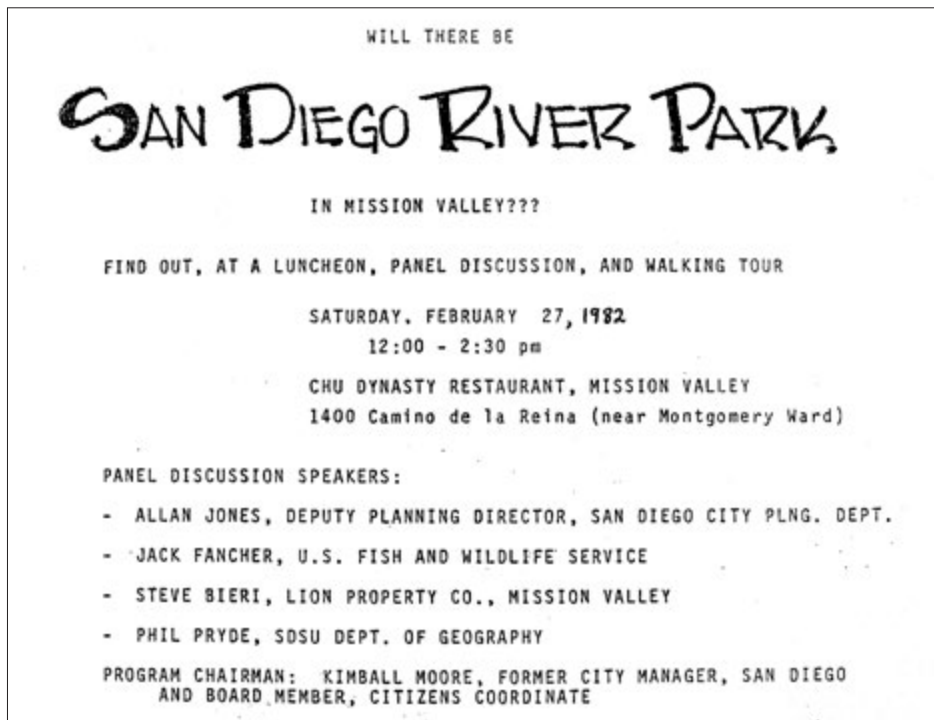 WILL THERE BE
SAN DIEGO RIVER PARK
IN MISSION VALLEY???
FIND OUT, AT A LUNCHEON, PANEL DISCUSSION, AND WALKING TOUR
SATURDAY, FEBRUARY 27, 1982
12:00 - 2:30 pm
CHU DYNASTY RESTAURANT, MISSION VALLEY
1400 Camino de la Reina (near Montgomery Ward)
PANEL DISCUSSION SPEAKERS:
- ALLAN JONES, DEPUTY PLANNING DIRECTOR, SAN DIEGO CITY PLNG. DEPT.
- JACK FANCHER, U.S. FISH AND WILDLIFE SERVICE
- STEVE BIERI, LION PROPERTY CO., MISSION VALLEY
- PHIL PRYDE, SDSU DEPT. OF GEOGRAPHY
PROGRAM CHAIRMAN: KIMBALL MOORE, FORMER CITY MANAGER, SAN DIEGO
AND BOARD MEMBER, CITIZENS COORDINATE